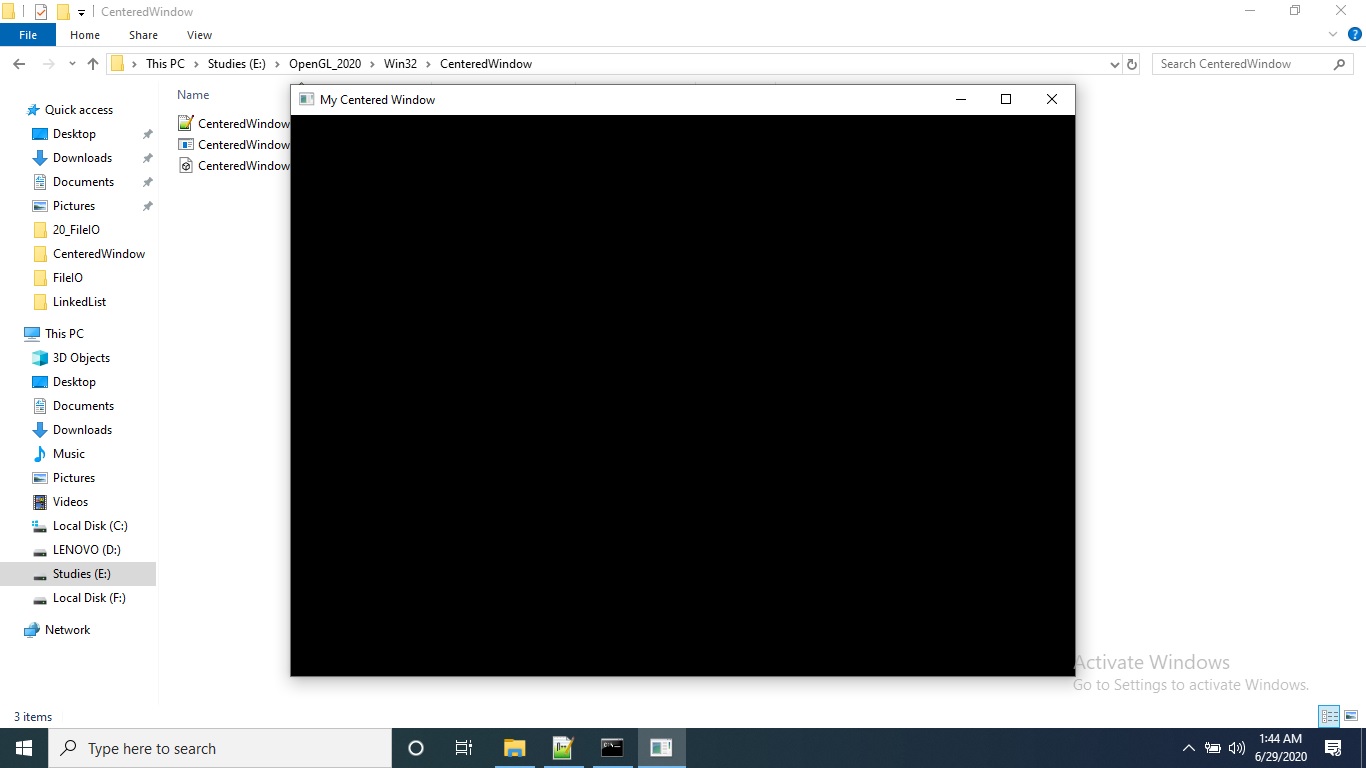 CenteredWindow
File Home Share View
This PC Studies (E:) OpenGL_2020 Win32 CenteredWindow
Search CenteredWindow
Name
CenteredWindow
CenteredWindow
CenteredWindow
My Centered Window
Quick access
Desktop
Downloads
Documents
Pictures
20_FileIO
CenteredWindow
FileIO
LinkedList
This PC
3D Objects
Desktop
Documents
Downloads
Music
Pictures
Videos
Local Disk (C:)
LENOVO (D:)
Studies (E:)
Local Disk (F:)
Network
Activate Windows
Go to Settings to activate Windows.
3 items
Type here to search
1:44 AM
6/29/2020